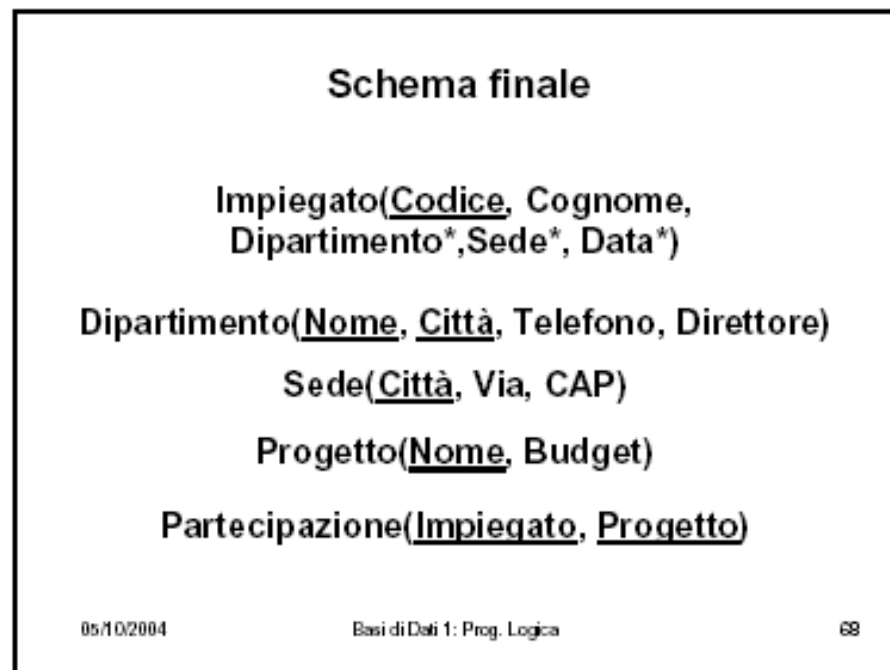 Schema finale
Impiegato(Codice, Cognome,
Dipartimento*,Sede*, Data*)
Dipartimento(Nome, Città, Telefono, Direttore)
Sede(Città, Via, CAP)
Progetto(Nome, Budget)
Partecipazione(Impiegato, Progetto)
05/10/2004 Basi di Dati 1: Prog. Logica 68